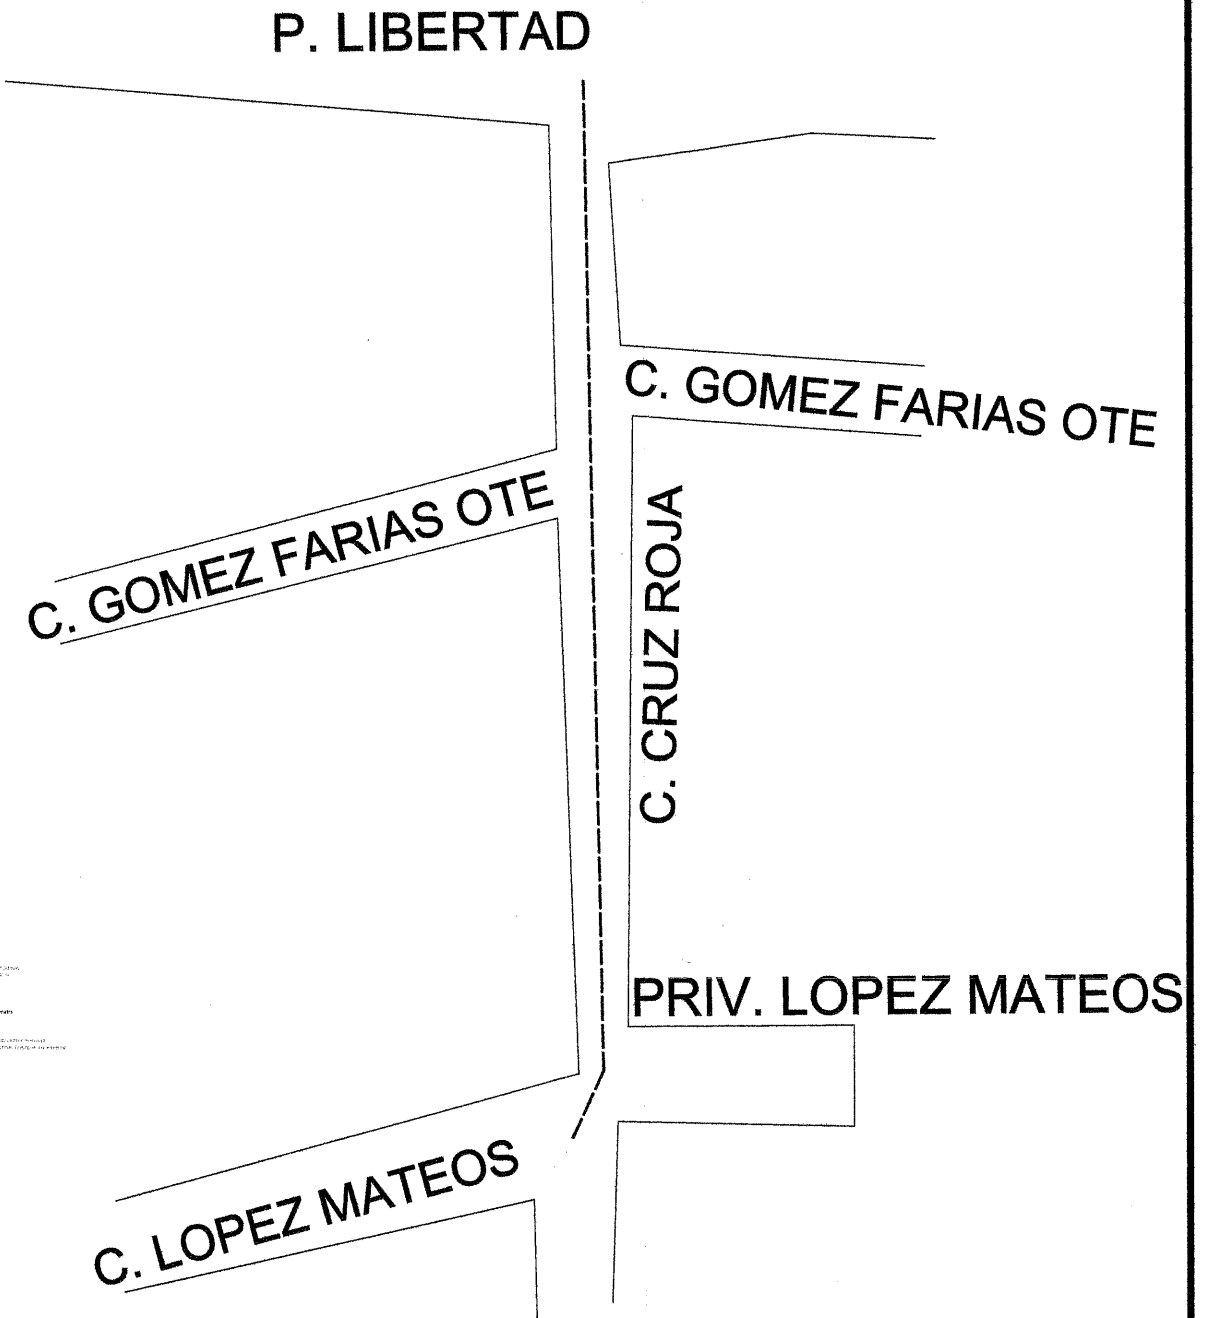 P. LIBERTAD
C. GOMEZ FARIAS OTE
C. GOMEZ FARIAS OTE
C. CRUZ ROJA
PRIV. LOPEZ MATEOS
C. LOPEZ MATEOS